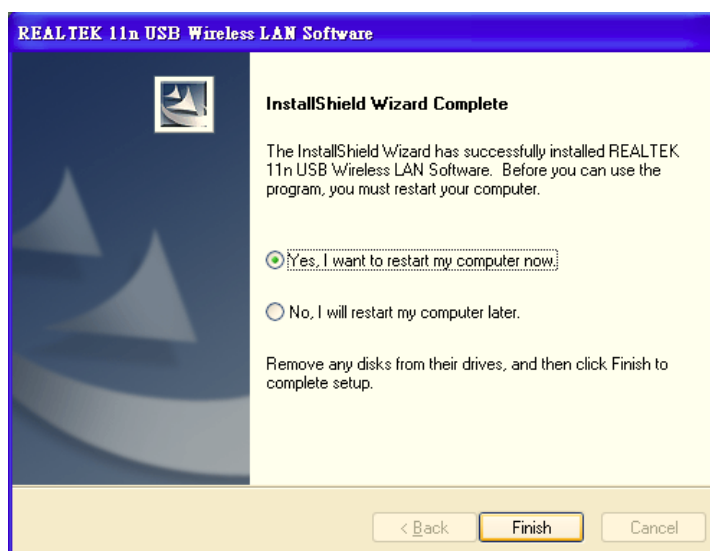 REALTEK 11n USB Wireless LAN Software
InstallShield Wizard Complete
The InstallShield Wizard has successfully installed REALTEK
11n USB Wireless LAN Software.  Before you can use the
program, you must restart your computer.
Yes, I want to restart my computer now.
No, I will restart my computer later.
Remove any disks from their drives, and then click Finish to
complete setup.
< Back
Finish
Cancel